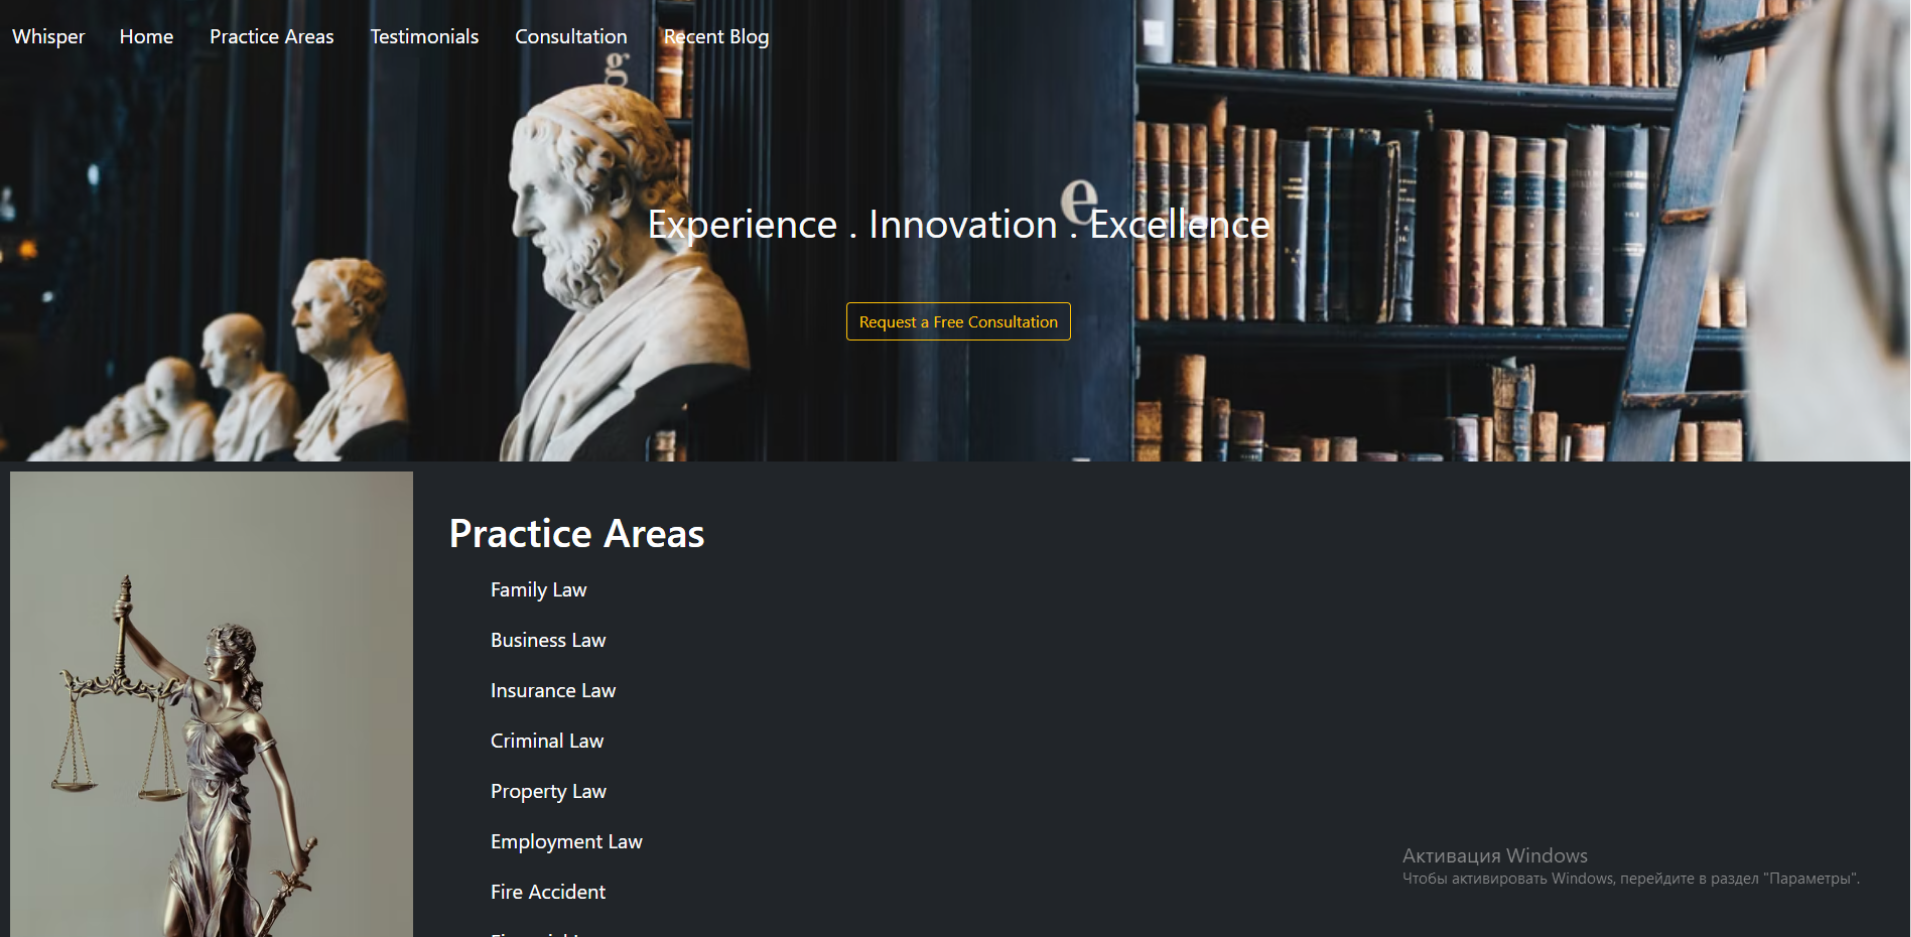 Whisper Home Practice Areas Testimonials Consultation Recent Blog
g
e
Experience . Innovation . Excellence
Request a Free Consultation
Practice Areas
Family Law
Business Law
Insurance Law
Criminal Law
Property Law
Employment Law
Fire Accident
Активация Windows
Чтобы активировать Windows, перейдите в раздел "Параметры".